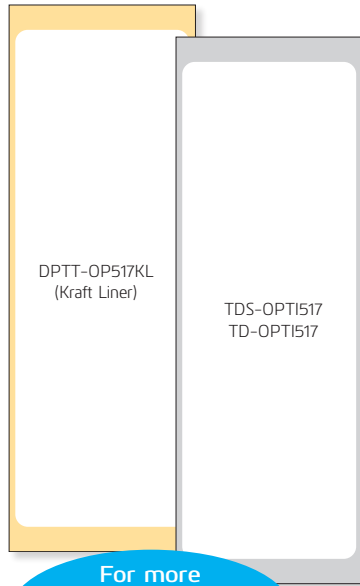 DPTT-OP517KL
(Kraft Liner)
TDS-OPTI517
TD-OPTI517
For more